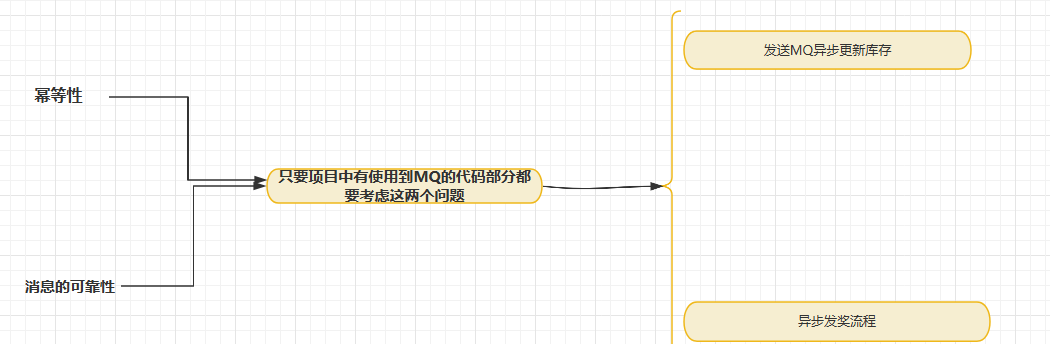 发送MQ异步更新库存
幂等性
只要项目中有使用到MQ的代码部分都
要考虑这两个问题
消息的可靠性
异步发奖流程